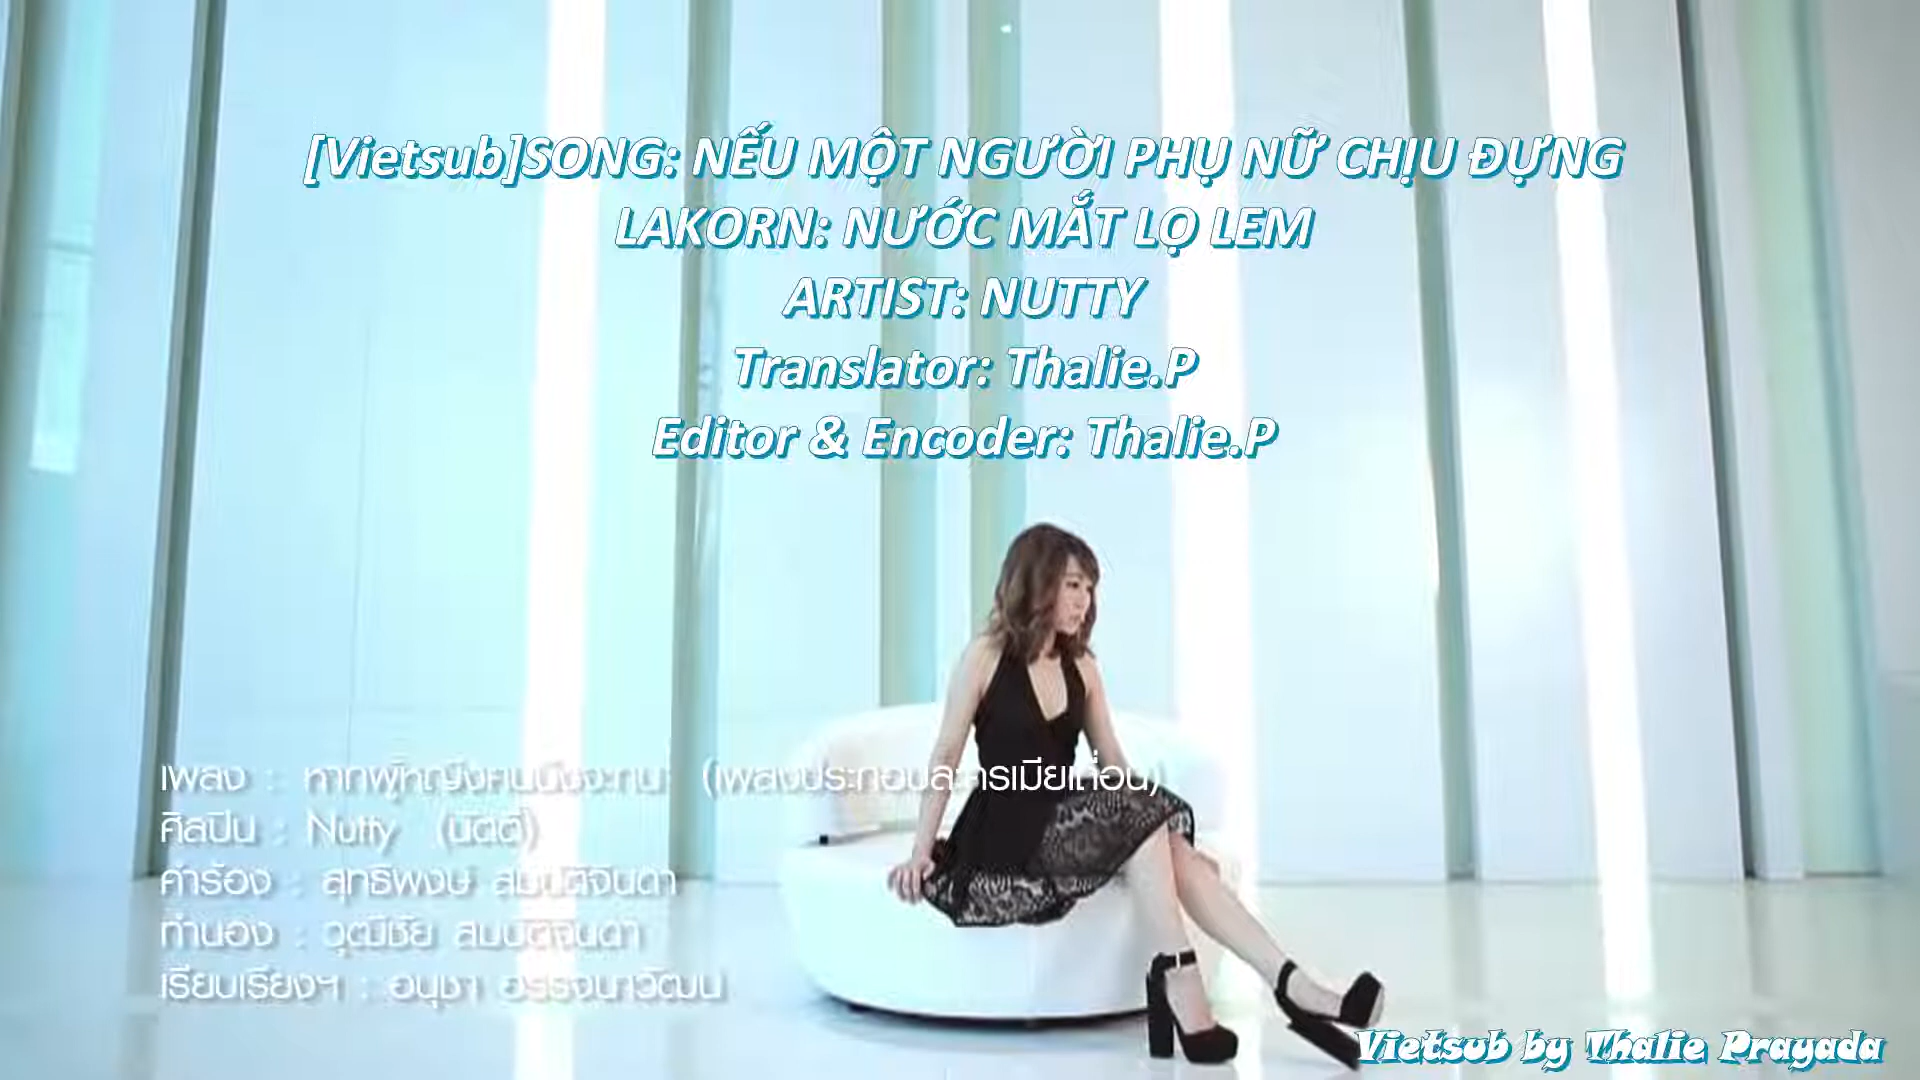 [Vietsub]SONG: NẾU MỘT NGƯỜI PHỤ NỮ CHỊU ĐỰNG
LAKORN: NƯỚC MẮT LỌ LEM
ARTIST: NUTTY
Translator: Thalie.P
Editor & Encoder: Thalie.P
เพลง : หากผู้หญิงคนนึงจะทน (เพลงประกอบละครเมียเถื่อน)
ศิลปิน : Nutty (นัตตี้)
คำร้อง : สุทธิพงษ์ สมบัติจินดา
ทำนอง : วุฒิชัย สมบัติจินดา
เรียบเรียงฯ : อนุชา อรรจนาวัฒน์
Vietsub by Thalie Prayada